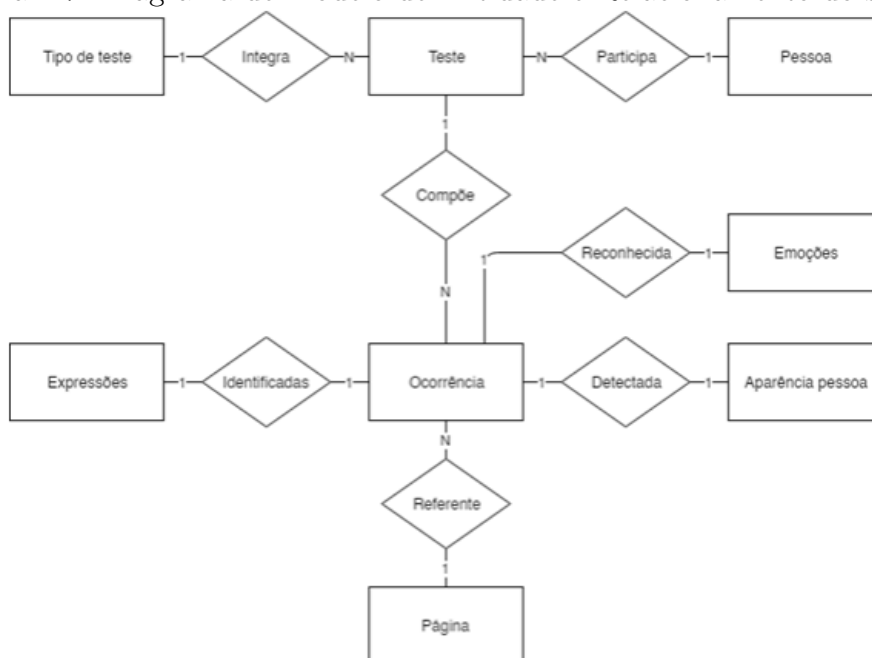 Tipo de teste 1 Integra N Teste N Participa 1 Pessoa
1
Compõe
1 Reconhecida 1 Emoções
N
Expressões 1 Identificadas 1 Ocorrência 1 Detectada 1 Aparência pessoa
N
Referente
1
Página